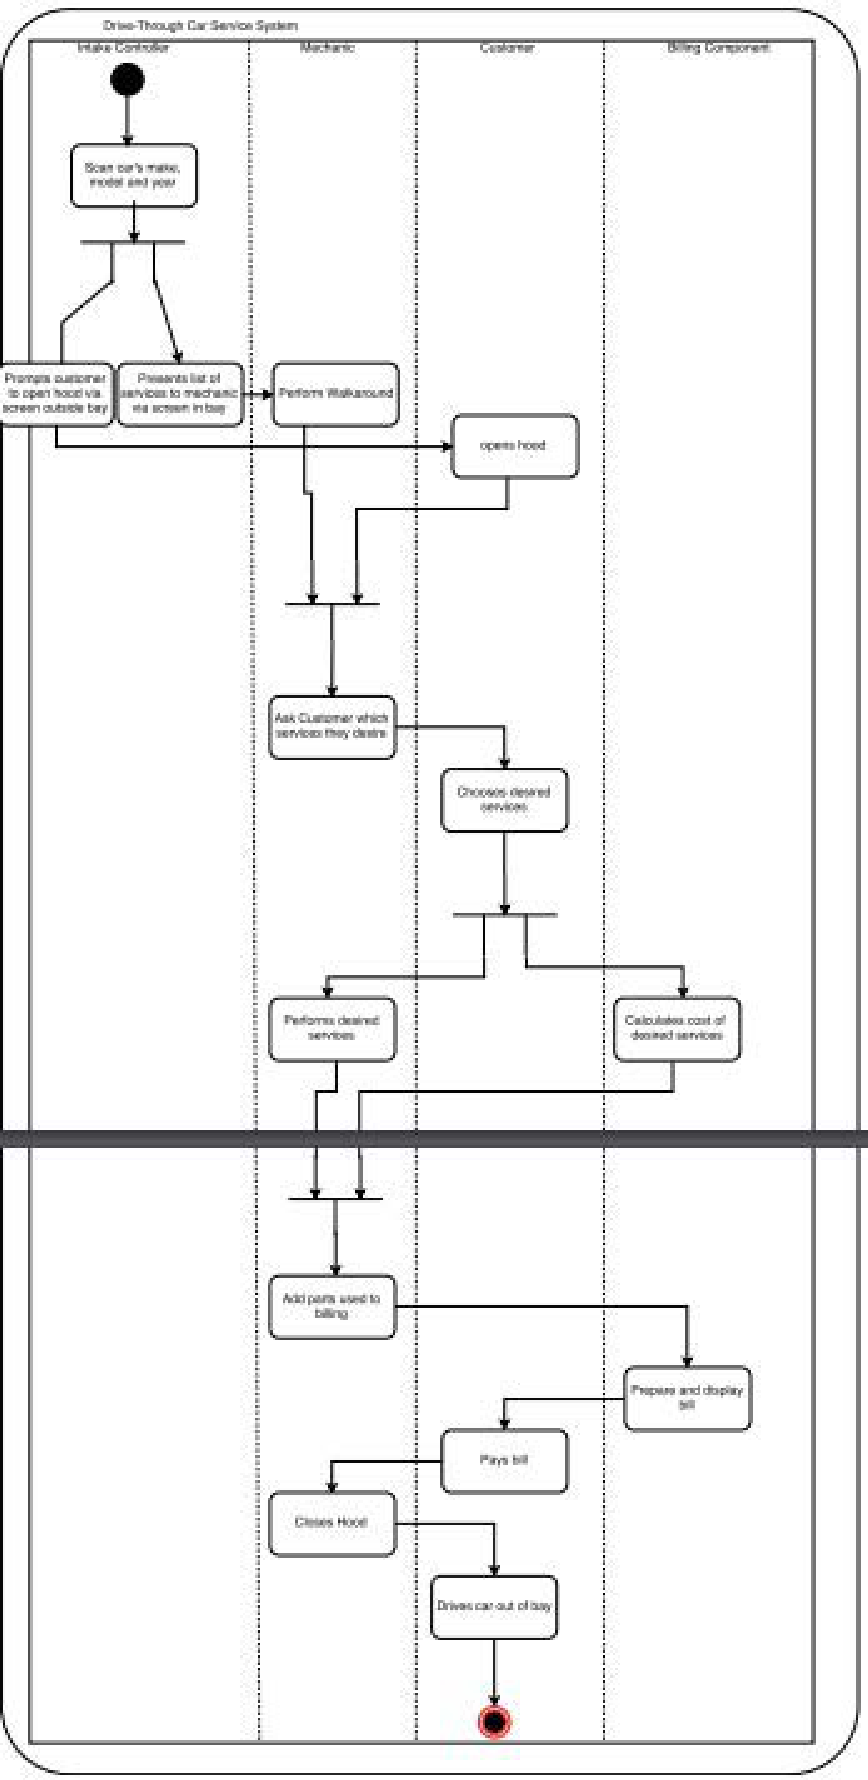 Drive-Through Car Service System
Intake Controller
Mechanic
Customer
Billing Component
Scan car's make,
model and year
Prompts customer
to open hood via
screen outside bay
Presents list of
services to mechanic
via screen in bay
Perform Walkaround
opens hood
Ask Customer which
services they desire
Chooses desired
services
Performs desired
services
Calculates cost of
desired services
Add parts used to
billing
Prepare and display
bill
Pays bill
Closes Hood
Drives car out of bay